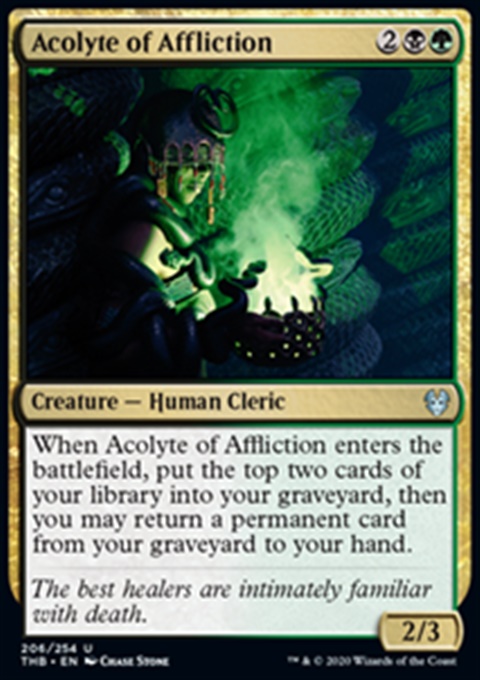 Acolyte of Affliction 2
Creature — Human Cleric
When Acolyte of Affliction enters the
battlefield, put the top two cards of
your library into your graveyard, then
you may return a permanent card
from your graveyard to your hand.
The best healers are intimately familiar
with death.
2/3
206/254 U
THB • EN Chase Stone
™ & © 2020 Wizards of the Coast